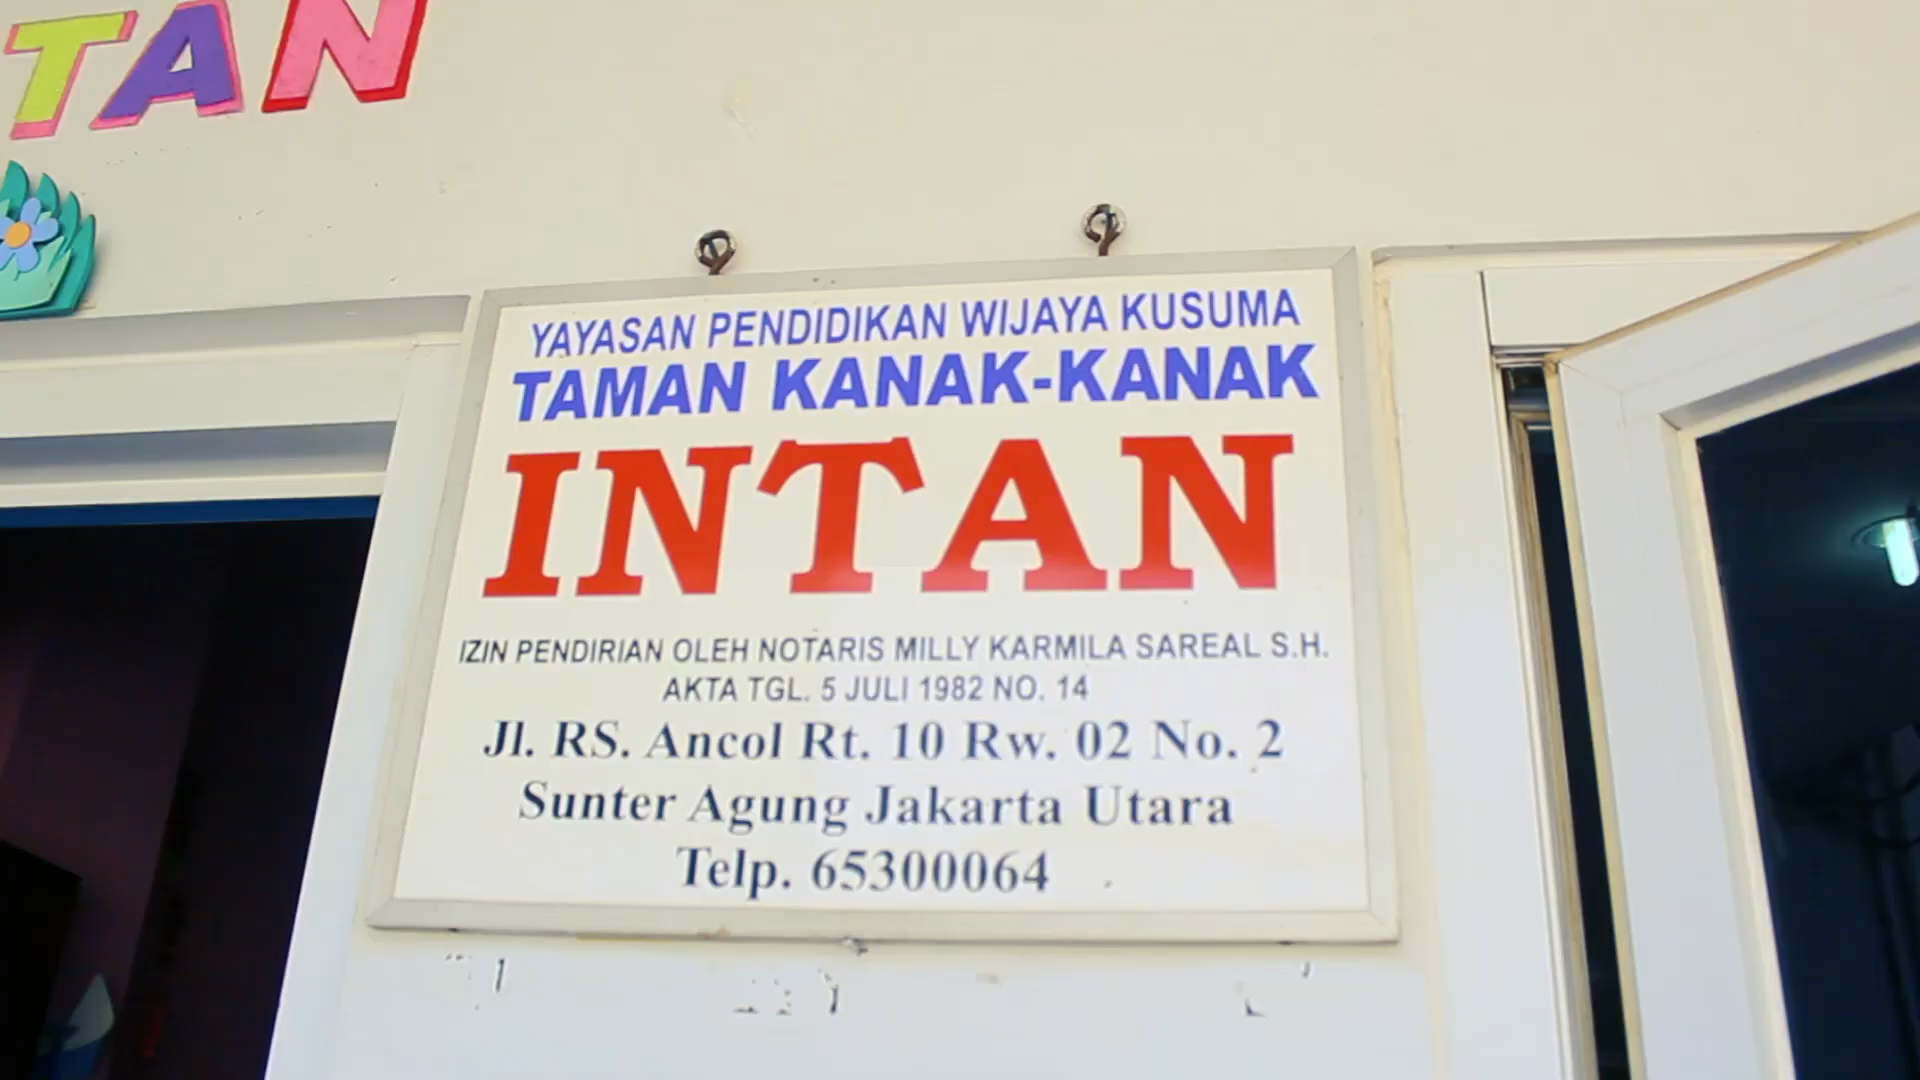 TAN
YAYASAN PENDIDIKAN WIJAYA KUSUMA
TAMAN KANAK-KANAK
INTAN
IZIN PENDIRIAN OLEH NOTARIS MILLY KARMILA SAREAL S.H.
AKTA TGL. 5 JULI 1982 NO. 14
Jl. RS. Ancol Rt. 10 Rw. 02 No. 2
Sunter Agung Jakarta Utara
Telp. 65300064